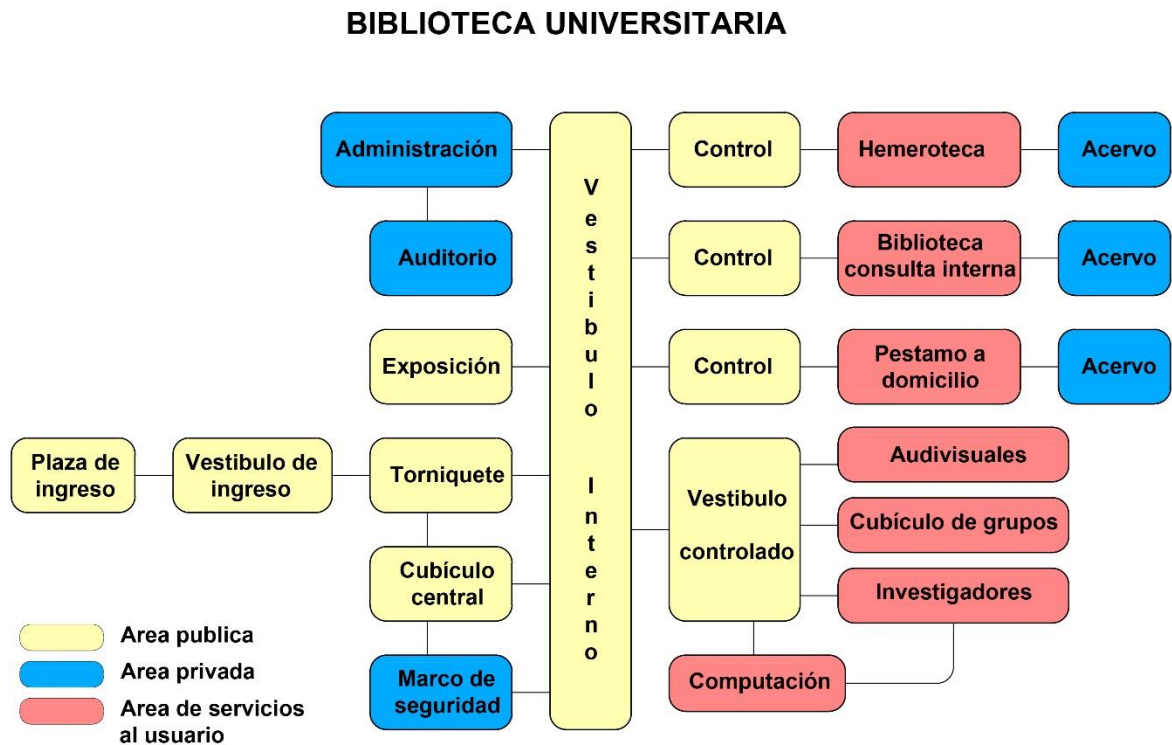 BIBLIOTECA UNIVERSITARIA
Administración
Control
Hemeroteca
Acervo
Auditorio
Control
Biblioteca
consulta interna
Acervo
Exposición
Control
Pestamo a
domicilio
Acervo
Vestibulo Interno
Plaza de
ingreso
Vestibulo de
ingreso
Torniquete
Vestibulo
controlado
Audivisuales
Cubículo de grupos
Investigadores
Cubículo
central
Marco de
seguridad
Computación
Area publica
Area privada
Area de servicios
al usuario